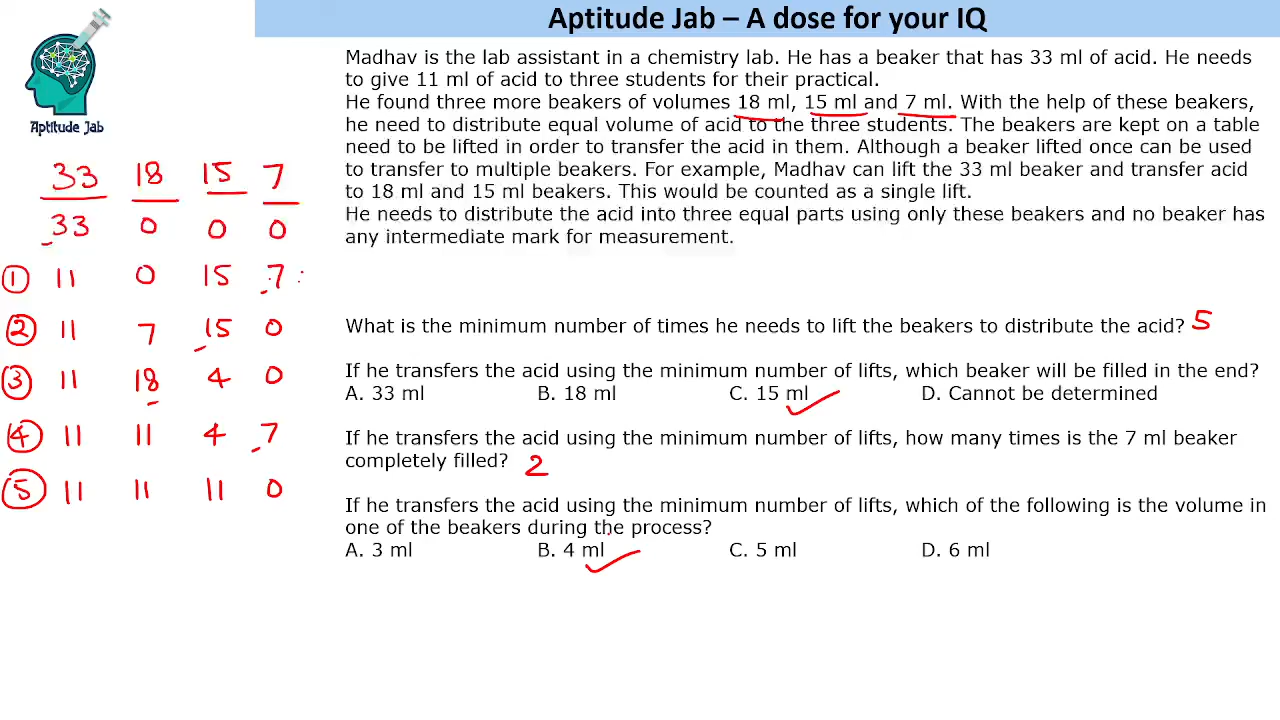 Aptitude Jab – A dose for your IQ
Aptitude Jab
Madhav is the lab assistant in a chemistry lab. He has a beaker that has 33 ml of acid. He needs
to give 11 ml of acid to three students for their practical.
He found three more beakers of volumes 18 ml, 15 ml and 7 ml. With the help of these beakers,
he need to distribute equal volume of acid to the three students. The beakers are kept on a table
need to be lifted in order to transfer the acid in them. Although a beaker lifted once can be used
to transfer to multiple beakers. For example, Madhav can lift the 33 ml beaker and transfer acid
to 18 ml and 15 ml beakers. This would be counted as a single lift.
He needs to distribute the acid into three equal parts using only these beakers and no beaker has
any intermediate mark for measurement.
33 18 15 7
33 0 0 0
1 11 0 15 7
2 11 7 15 0
3 11 18 4 0
4 11 11 4 7
5 11 11 11 0
What is the minimum number of times he needs to lift the beakers to distribute the acid? 5
If he transfers the acid using the minimum number of lifts, which beaker will be filled in the end?
A. 33 ml B. 18 ml C. 15 ml D. Cannot be determined
If he transfers the acid using the minimum number of lifts, how many times is the 7 ml beaker
completely filled? 2
If he transfers the acid using the minimum number of lifts, which of the following is the volume in
one of the beakers during the process?
A. 3 ml B. 4 ml C. 5 ml D. 6 ml